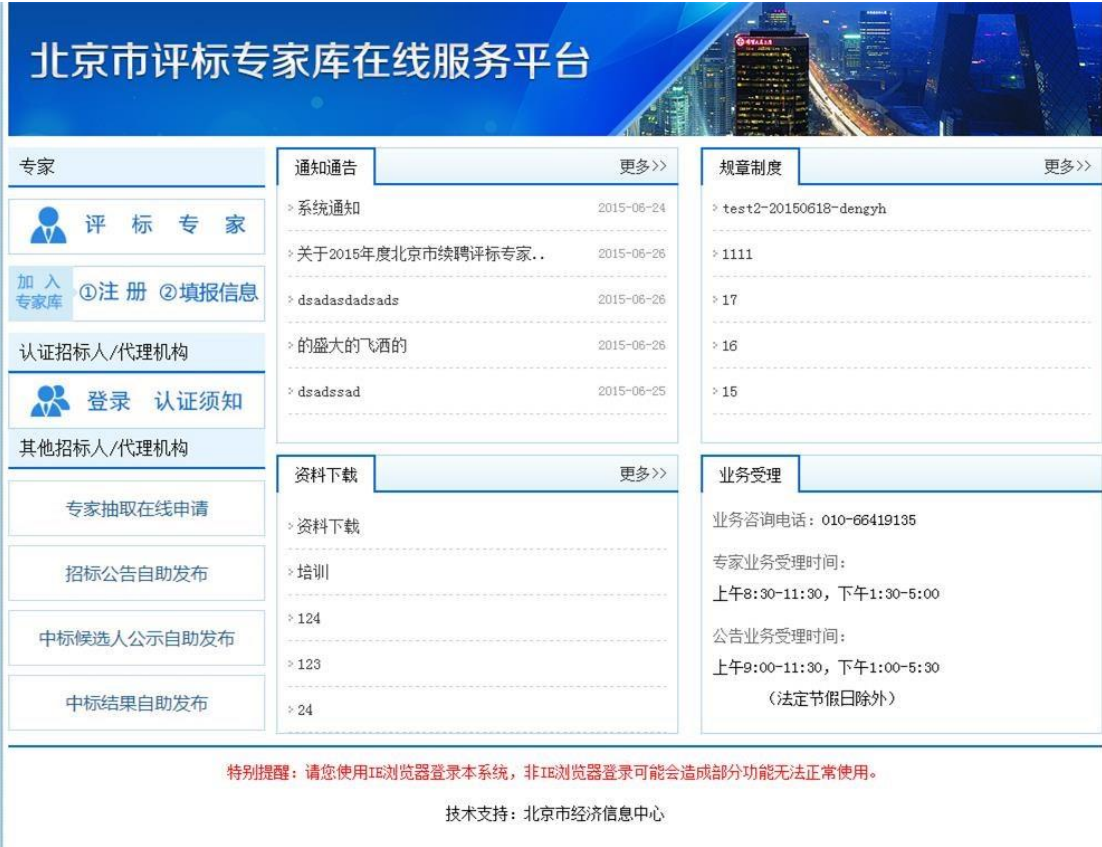 北京市评标专家库在线服务平台
专家
评 标 专 家
加 入
专家库
①注 册 ②填报信息
认证招标人/代理机构
登录 认证须知
其他招标人/代理机构
专家抽取在线申请
招标公告自助发布
中标候选人公示自助发布
中标结果自助发布
通知通告 更多>>
系统通知 2015-06-24
关于2015年度北京市续聘评标专家.. 2015-06-26
dsadasdadsads 2015-06-26
的盛大的飞洒的 2015-06-26
dsadssad 2015-06-25
规章制度 更多>>
test2-20150618-dengyh
1111
17
16
15
资料下载 更多>>
资料下载
培训
124
123
24
业务受理
业务咨询电话：010-66419135
专家业务受理时间：
上午8:30-11:30，下午1:30-5:00
公告业务受理时间：
上午9:00-11:30，下午1:00-5:30
（法定节假日除外）
特别提醒：请您使用IE浏览器登录本系统，非IE浏览器登录可能会造成部分功能无法正常使用。
技术支持：北京市经济信息中心